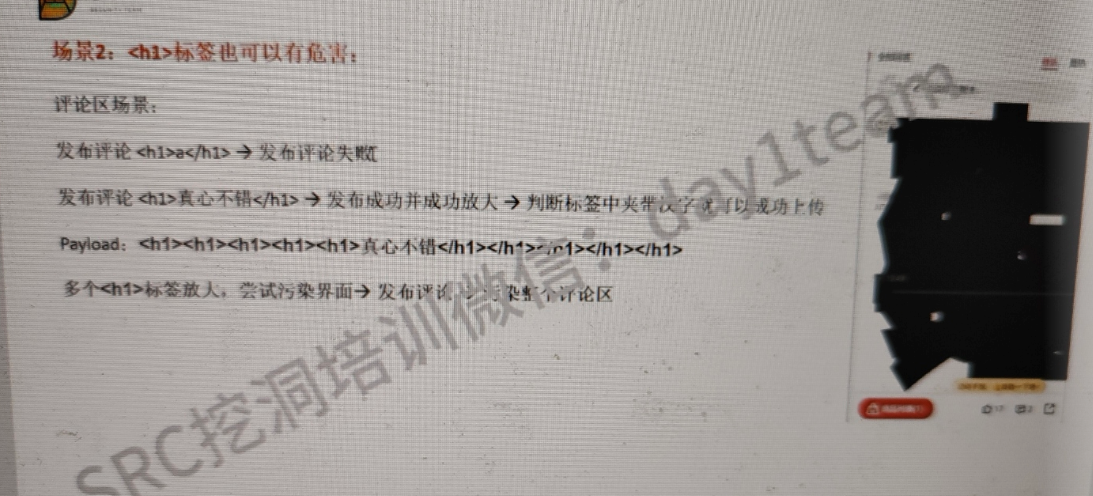 场景2：<h1>标签也可以有危害：
评论区场景：
发布评论 <h1>a</h1> → 发布评论失败
发布评论 <h1>真心不错</h1> → 发布成功并成功放大 → 判断标签中夹带汉字就可以成功上传
Payload：<h1><h1><h1><h1><h1>真心不错</h1></h1></h1></h1></h1>
多个<h1>标签放大，尝试污染界面→ 发布评论 污染整个评论区
SRC挖洞培训微信：day1team